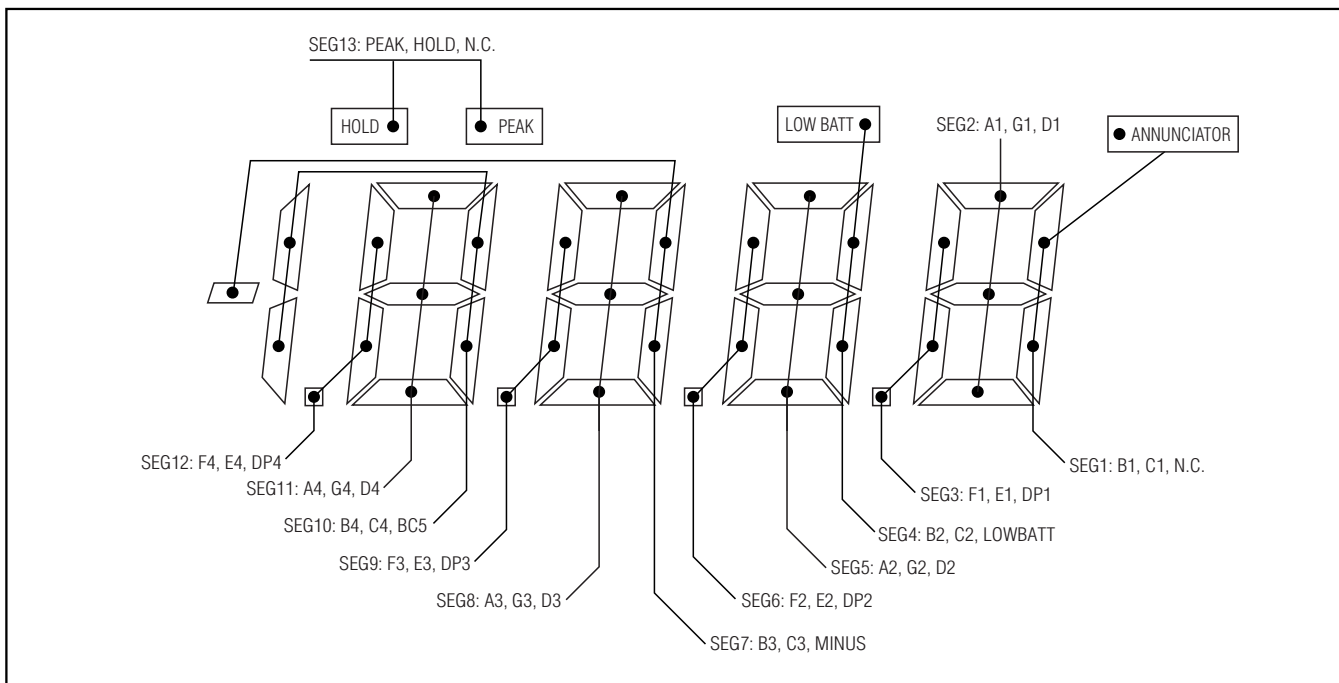 SEG13: PEAK, HOLD, N.C.
HOLD
PEAK
LOW BATT
SEG2: A1, G1, D1
ANNUNCIATOR
SEG12: F4, E4, DP4
SEG11: A4, G4, D4
SEG10: B4, C4, BC5
SEG9: F3, E3, DP3
SEG8: A3, G3, D3
SEG1: B1, C1, N.C.
SEG3: F1, E1, DP1
SEG4: B2, C2, LOWBATT
SEG5: A2, G2, D2
SEG6: F2, E2, DP2
SEG7: B3, C3, MINUS